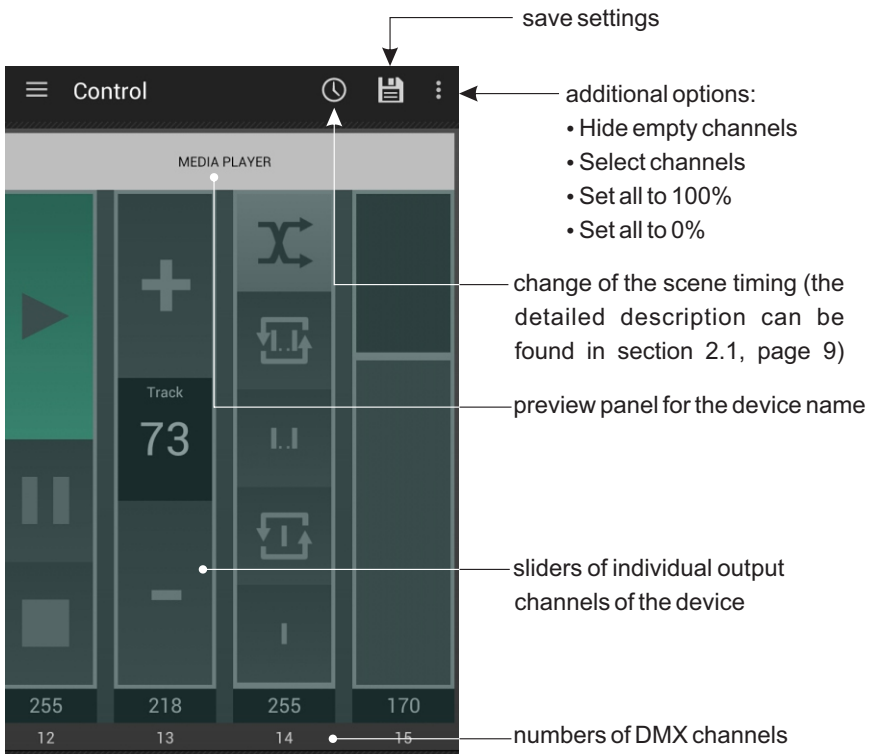 save settings
Control
additional options:
• Hide empty channels
• Select channels
• Set all to 100%
• Set all to 0%
MEDIA PLAYER
change of the scene timing (the
detailed description can be
found in section 2.1, page 9)
preview panel for the device name
Track
73
sliders of individual output
channels of the device
255 218 255 170
12 13 14 15
numbers of DMX channels